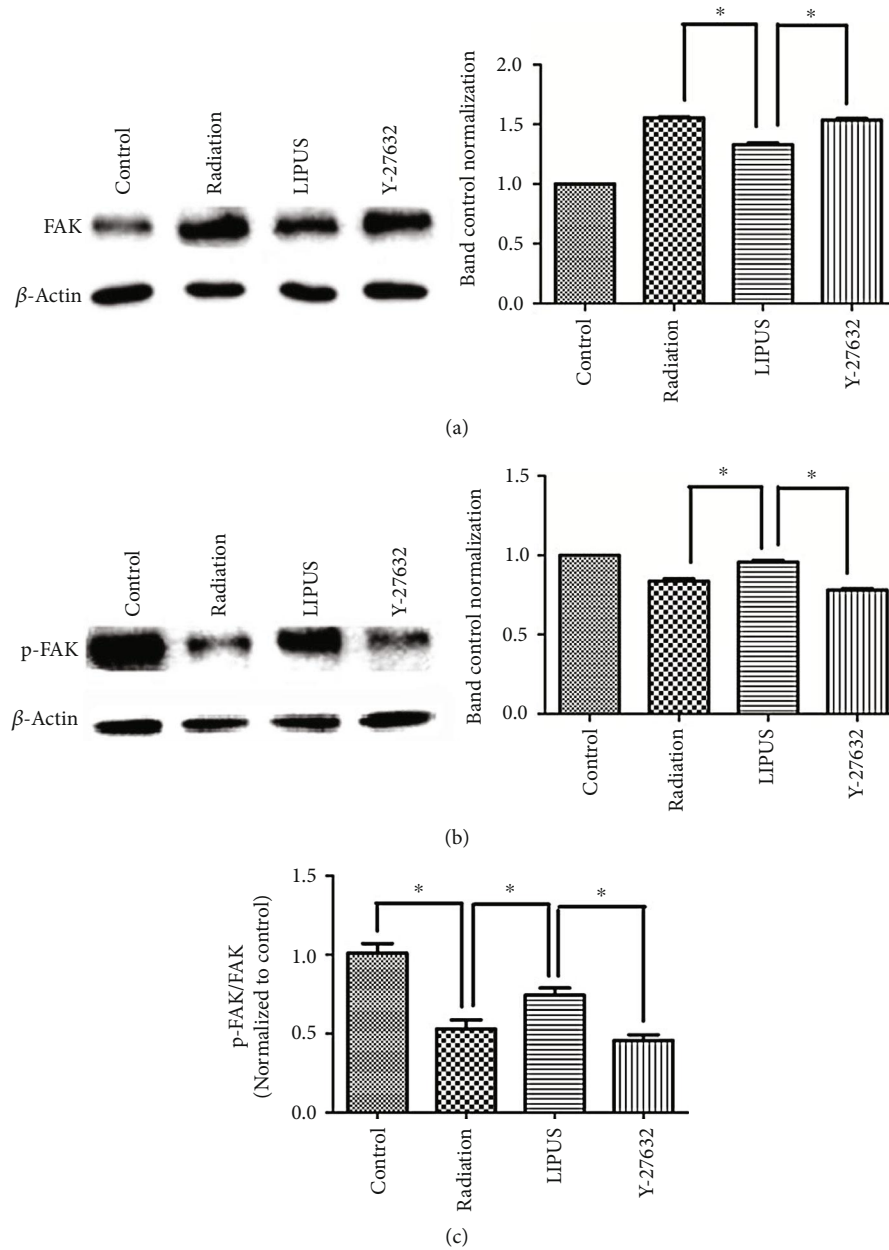 Control
Radiation
LIPUS
Y-27632
FAK
β-Actin
Band control normalization
2.0
1.5
1.0
0.5
0.0
*
*
Control
Radiation
LIPUS
Y-27632
(a)
Control
Radiation
LIPUS
Y-27632
p-FAK
β-Actin
Band control normalization
1.5
1.0
0.5
0.0
*
*
Control
Radiation
LIPUS
Y-27632
(b)
p-FAK/FAK
(Normalized to control)
1.5
1.0
0.5
0.0
*
*
*
Control
Radiation
LIPUS
Y-27632
(c)